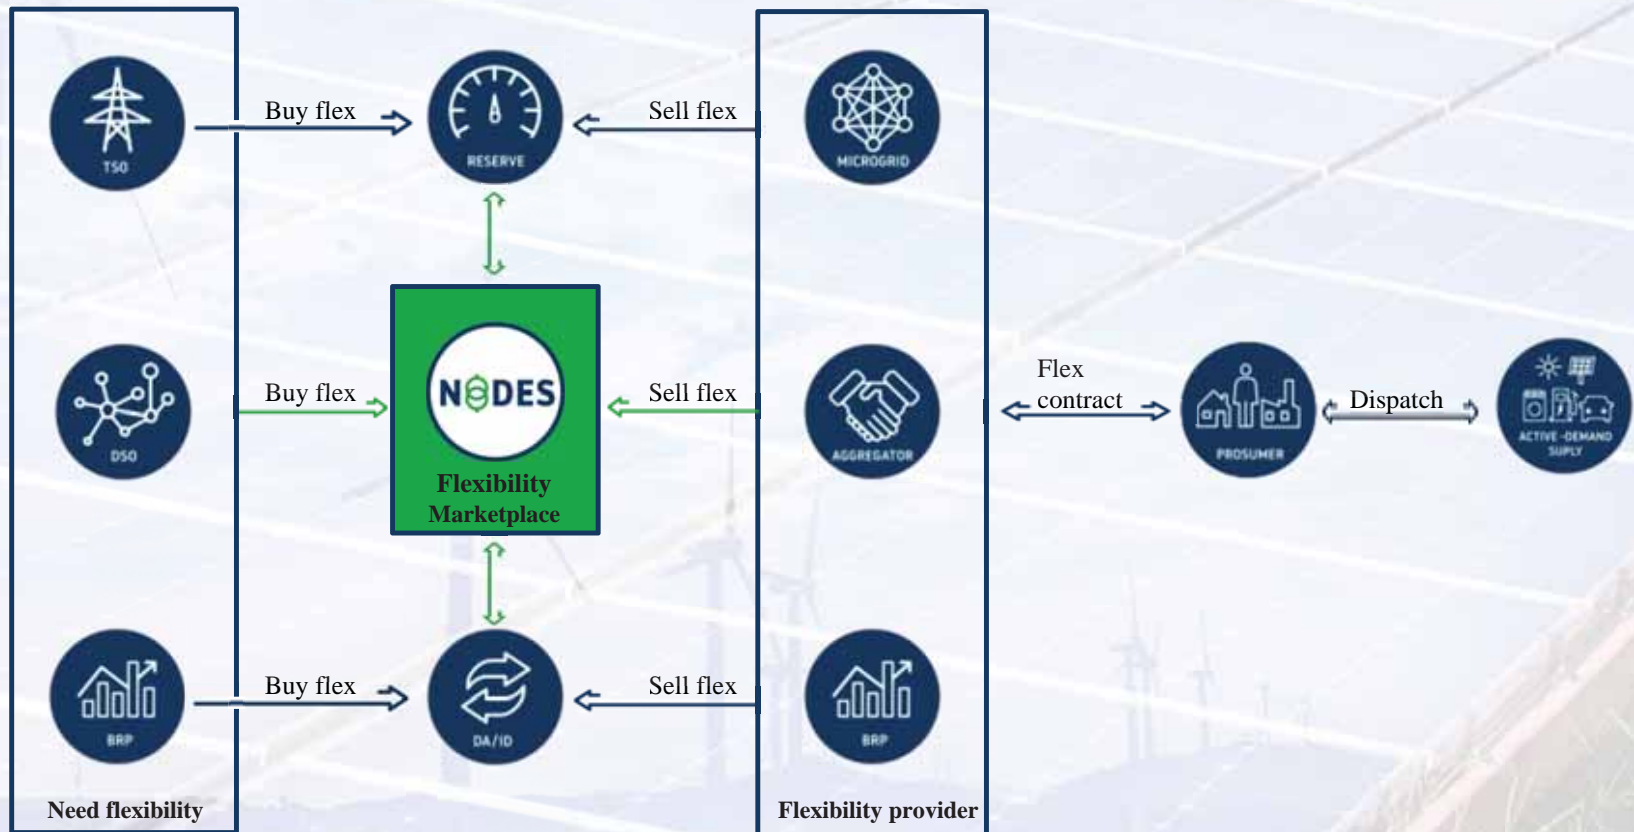 TSO
Buy flex
RESERVE
Sell flex
MICROGRID
DSO
Buy flex
NODES
Flexibility
Marketplace
Sell flex
AGGREGATOR
Flex
contract
PROSUMER
Dispatch
ACTIVE-DEMAND
SUPLY
BRP
Buy flex
DA/ID
Sell flex
BRP
Need flexibility
Flexibility provider